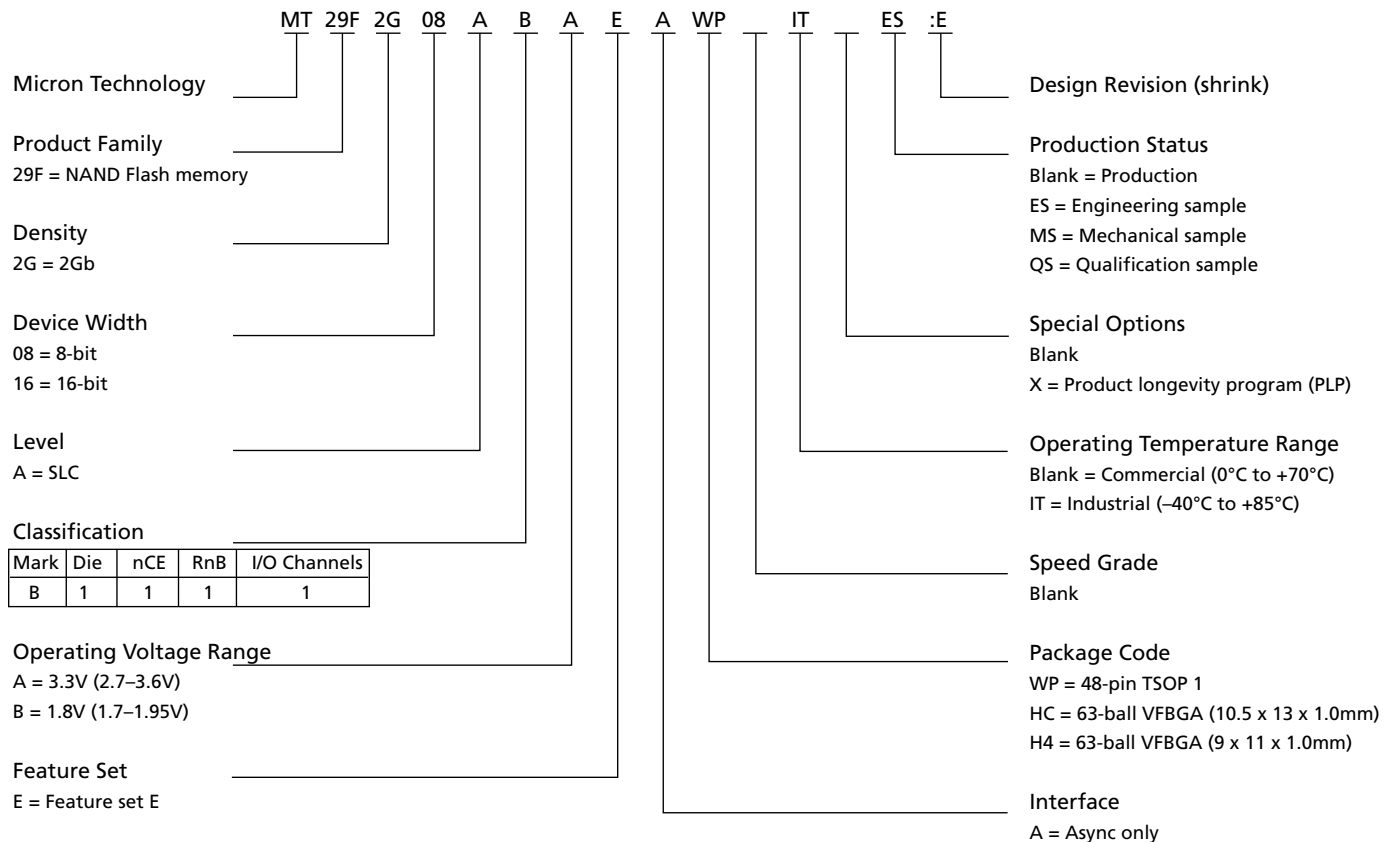 MT 29F 2G 08 A B A E A WP IT ES :E
Micron Technology
Product Family
29F = NAND Flash memory
Density
2G = 2Gb
Device Width
08 = 8-bit
16 = 16-bit
Level
A = SLC
Classification
Mark Die nCE RnB I/O Channels
B 1 1 1 1
Operating Voltage Range
A = 3.3V (2.7–3.6V)
B = 1.8V (1.7–1.95V)
Feature Set
E = Feature set E
Design Revision (shrink)
Production Status
Blank = Production
ES = Engineering sample
MS = Mechanical sample
QS = Qualification sample
Special Options
Blank
X = Product longevity program (PLP)
Operating Temperature Range
Blank = Commercial (0°C to +70°C)
IT = Industrial (–40°C to +85°C)
Speed Grade
Blank
Package Code
WP = 48-pin TSOP 1
HC = 63-ball VFBGA (10.5 x 13 x 1.0mm)
H4 = 63-ball VFBGA (9 x 11 x 1.0mm)
Interface
A = Async only